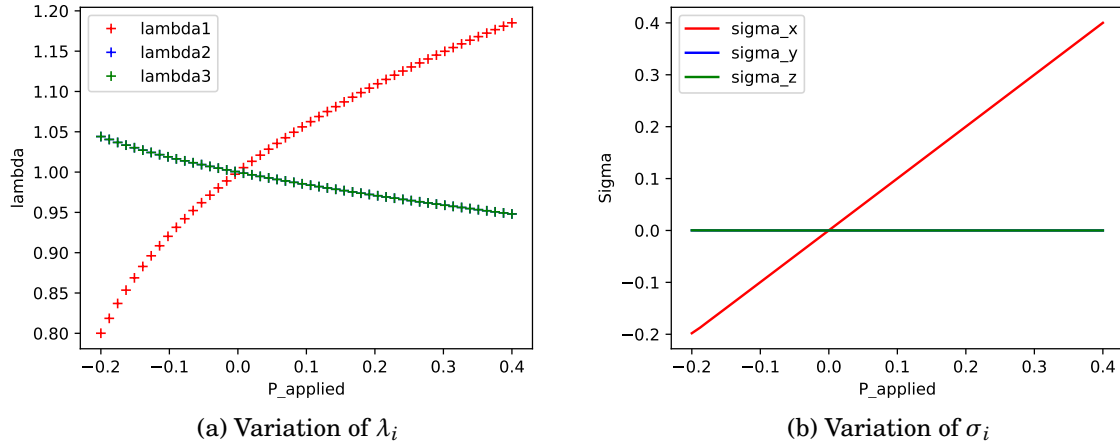 1.20
1.15
1.10
1.05
1.00
0.95
0.90
0.85
0.80
lambda
lambda1
lambda2
lambda3
−0.2 −0.1 0.0 0.1 0.2 0.3 0.4
P_applied
(a) Variation of λi
0.4
0.3
0.2
0.1
0.0
−0.1
−0.2
Sigma
sigma_x
sigma_y
sigma_z
−0.2 −0.1 0.0 0.1 0.2 0.3 0.4
P_applied
(b) Variation of σi